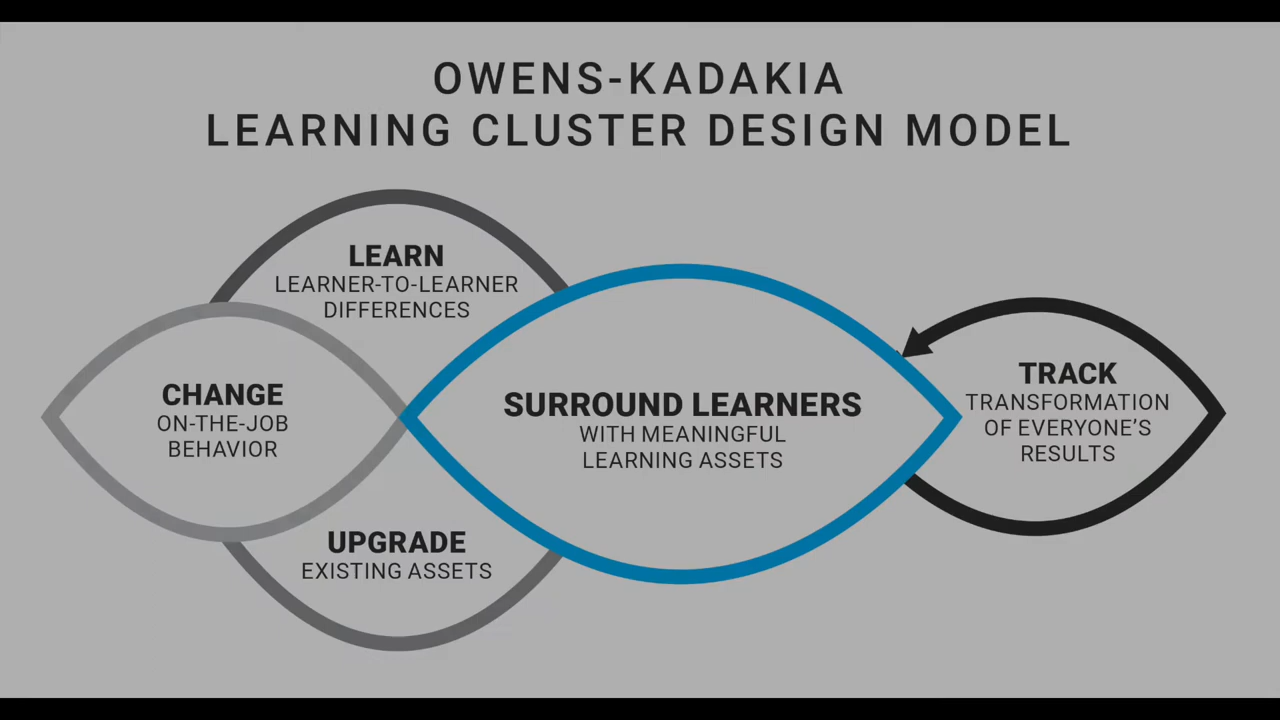 OWENS-KADAKIA
LEARNING CLUSTER DESIGN MODEL
LEARN
LEARNER-TO-LEARNER
DIFFERENCES
CHANGE
ON-THE-JOB
BEHAVIOR
UPGRADE
EXISTING ASSETS
SURROUND LEARNERS
WITH MEANINGFUL
LEARNING ASSETS
TRACK
TRANSFORMATION
OF EVERYONE'S
RESULTS